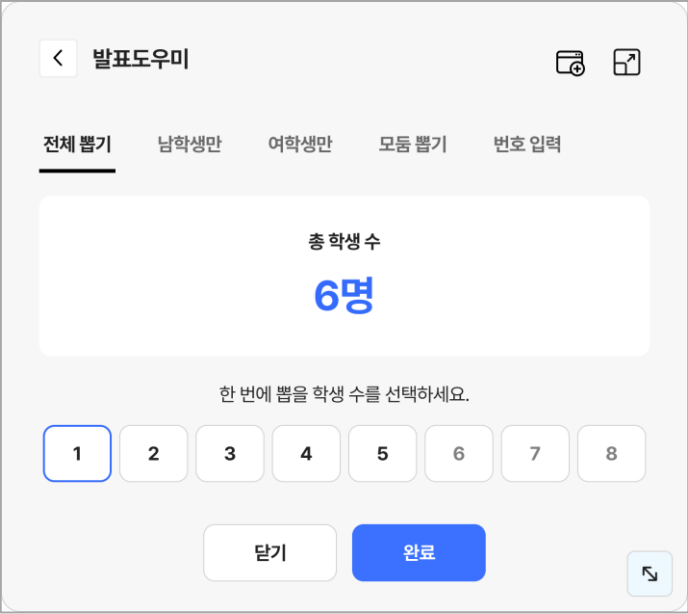 발표도우미
전체 뽑기 남학생만 여학생만 모둠 뽑기 번호 입력
총 학생 수
6명
한 번에 뽑을 학생 수를 선택하세요.
1 2 3 4 5 6 7 8
닫기 완료